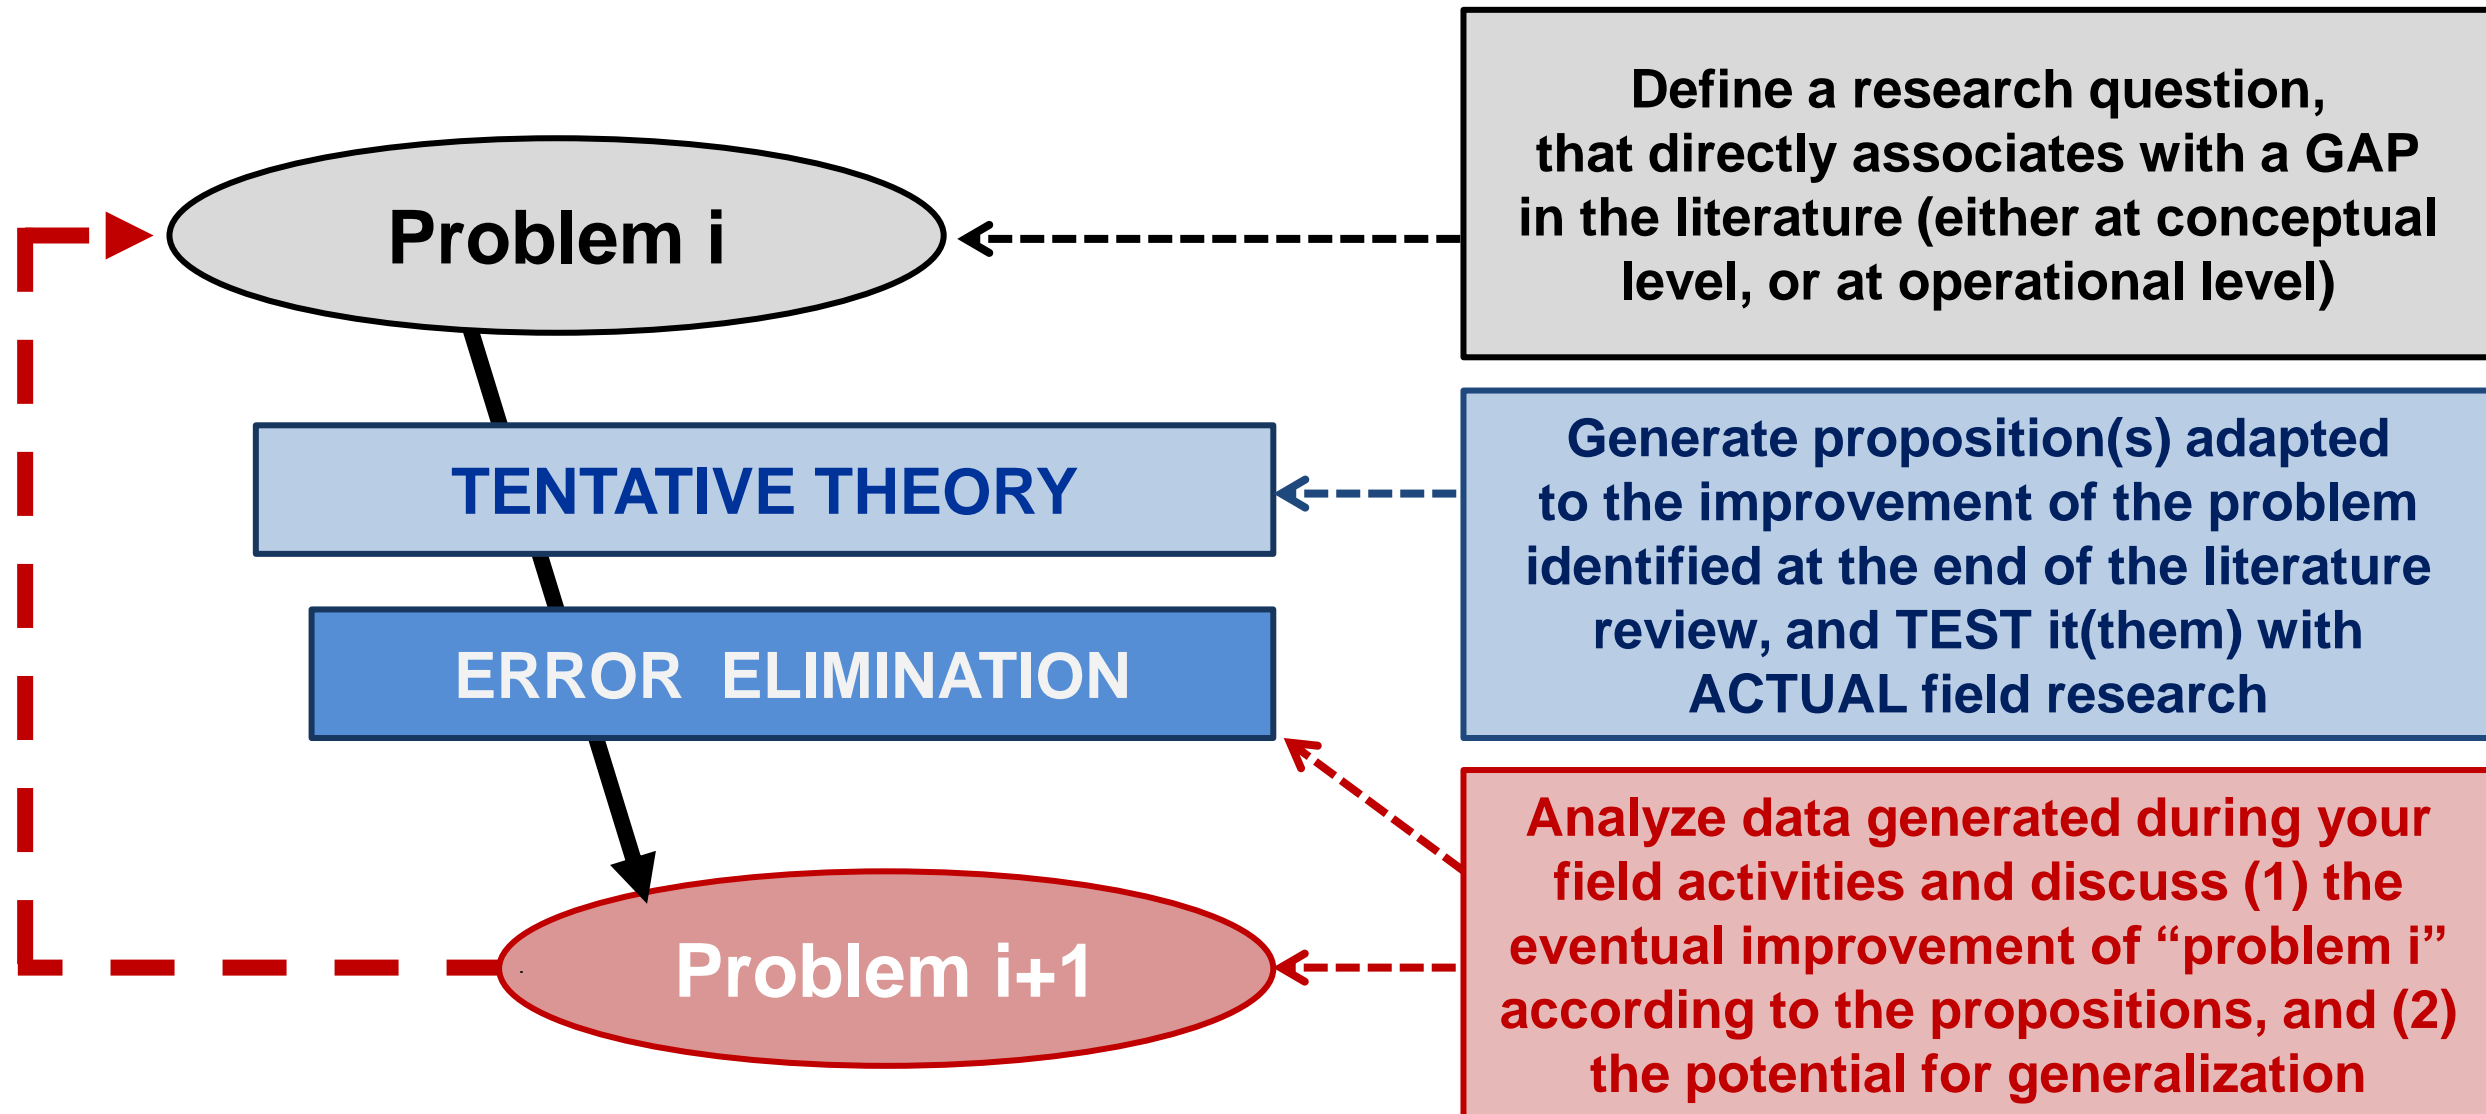 Define a research question,
that directly associates with a GAP
in the literature (either at conceptual
level, or at operational level)
Problem i
Generate proposition(s) adapted
to the improvement of the problem
identified at the end of the literature
review, and TEST it(them) with
ACTUAL field research
TENTATIVE THEORY
ERROR ELIMINATION
Analyze data generated during your
field activities and discuss (1) the
eventual improvement of “problem i”
according to the propositions, and (2)
the potential for generalization
Problem i+1